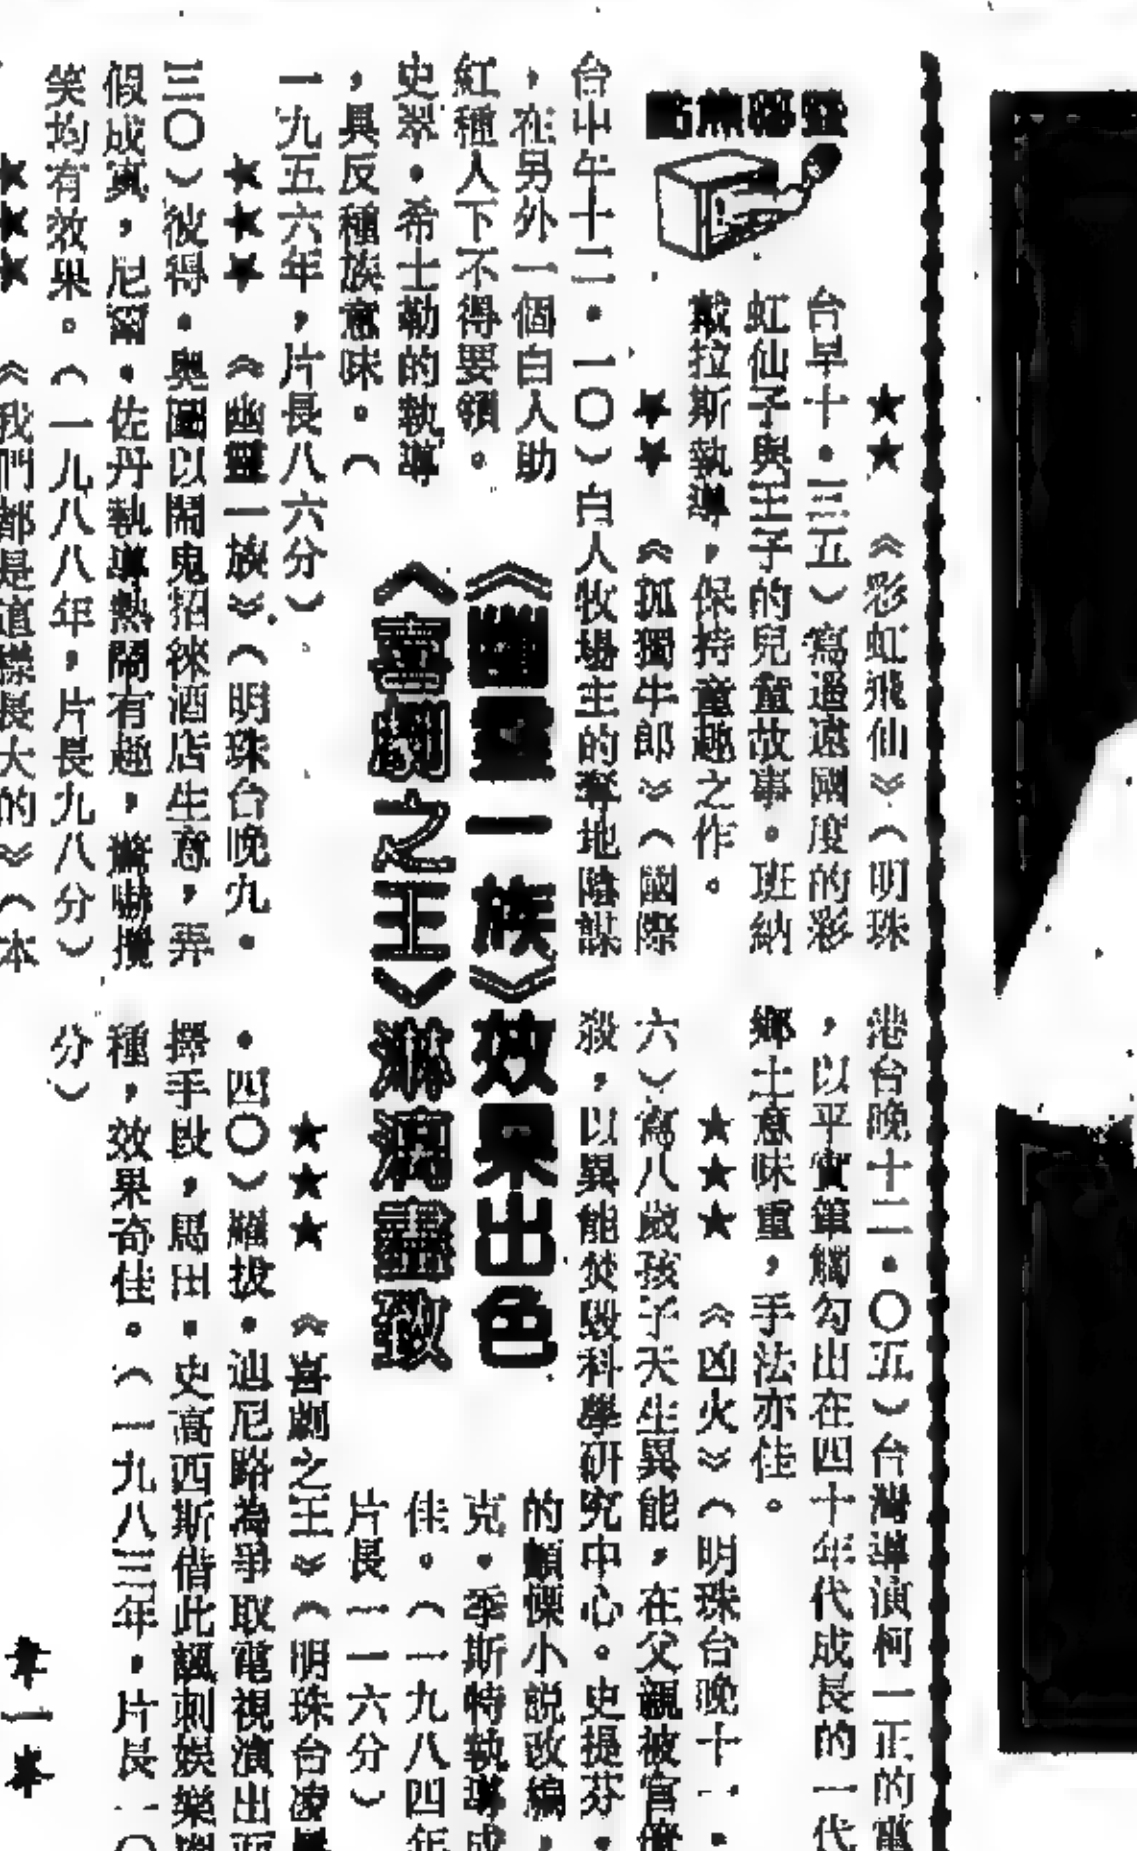 螢幕焦點
《幽靈一族》效果出色
〈喜劇之王〉淋漓盡致
★★ 《彩虹飛仙》（明珠
台早十・三五）寫遙遠國度的彩
虹仙子與王子的兒童故事。班納
戴拉斯執導，保持童趣之作。
★★ 《孤獨牛郎》（國際
台中午十二・一〇）白人牧場主的奪地陰謀
，在另外一個白人助
紅種人下不得要領。
史翠・希士勒的執導
，具反種族意味。（
一九五六年，片長八六分）
★★★ 《幽靈一族》（明珠台晚九・
三〇）彼得・奧圖以鬧鬼招徠酒店生意，弄
假成真，尼爾・佐丹執導熱鬧有趣，驚嚇攪
笑均有效果。（一九八八年，片長九八分）
★★★ 《我們都是這樣長大的》（本
港台晚十二・〇五）台灣導演柯一正的電
，以平實筆觸勾出在四十年代成長的一代
鄉土意味重，手法亦佳。
★★★ 《凶火》（明珠台晚十一・
六）寫八歲孩子天生異能，在父親被官僚
殺，以異能焚毀科學研究中心。史提芬・
的顫慄小說改編，
克・季斯特執導成
佳。（一九八四年
片長一一六分）
★★★ 《喜劇之王》（明珠台凌晨
・四〇）羅拔・迪尼路為爭取電視演出而
擇手段，馬田・史高西斯借此諷刺娛樂圈
種，效果奇佳。（一九八三年，片長一〇
分）
韋一峯